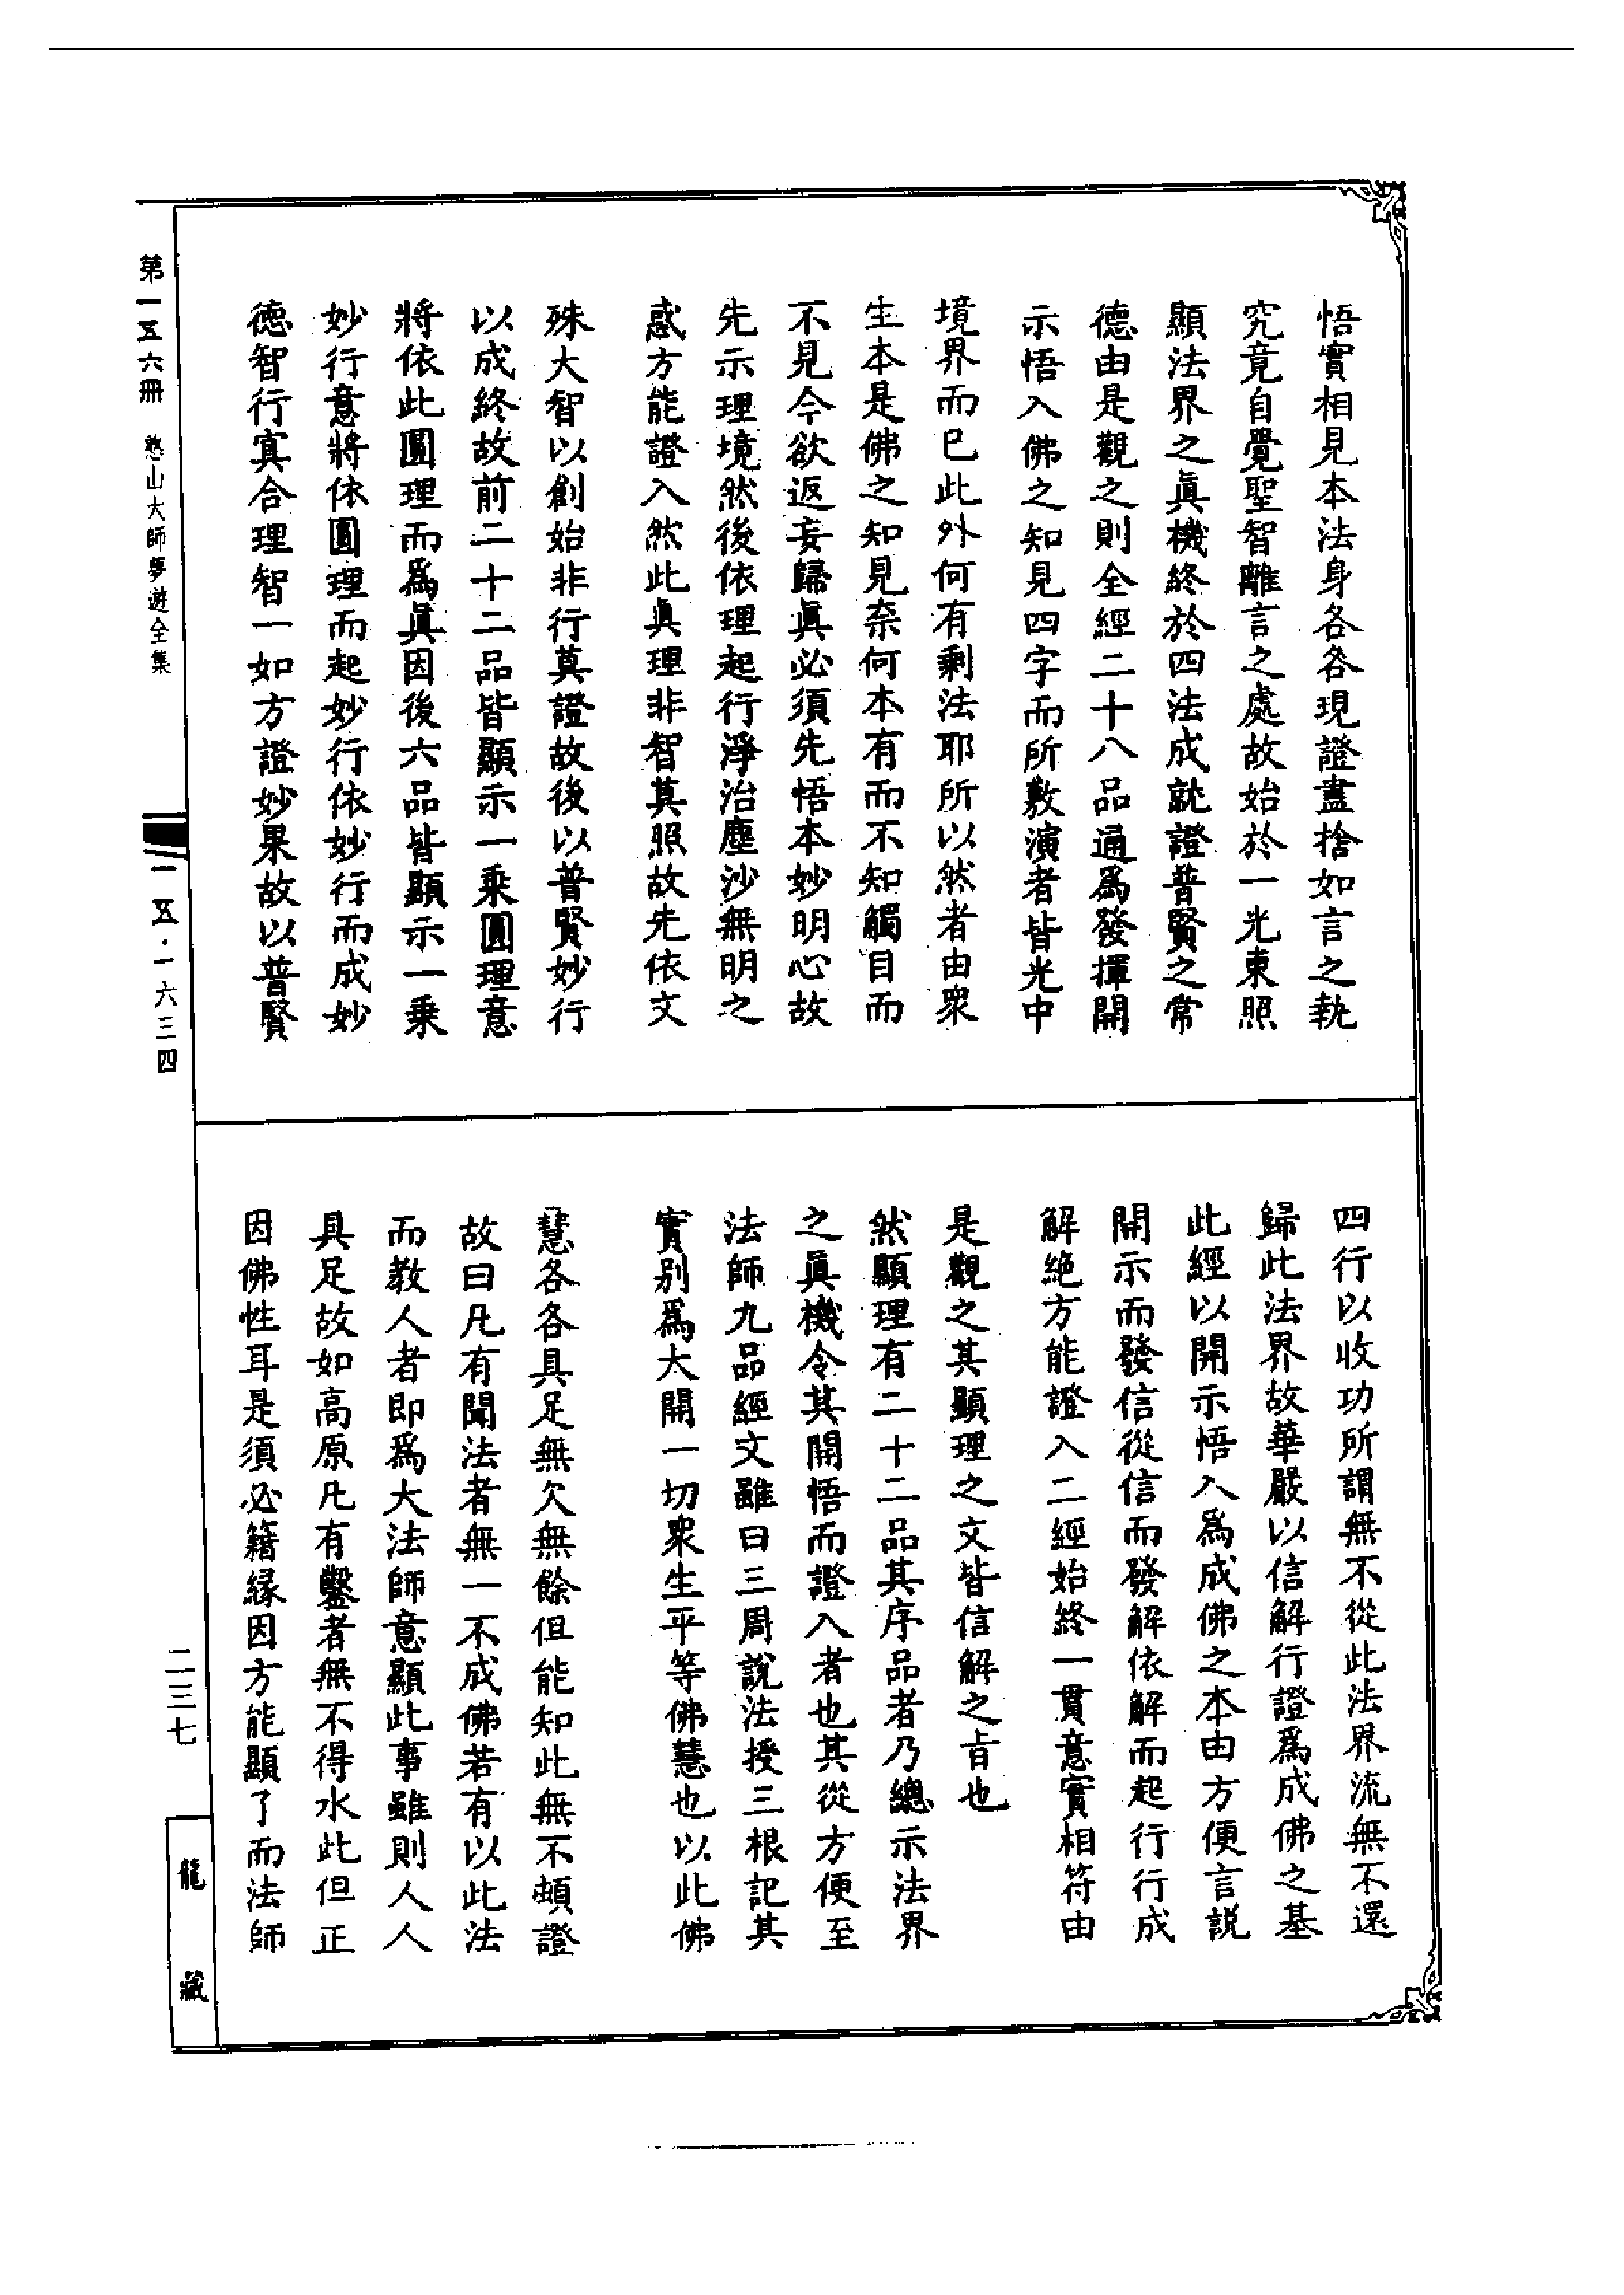 悟實相見本法身各各現證盡捨如言之執
究竟自覺聖智離言之處故始於一光東照
顯法界之眞機終於四法成就證普賢之常
德由是觀之則全經二十八品通爲發揮開
示悟入佛之知見四字而所敷演者皆光中
境界而巳此外何有剩法耶所以然者由衆
生本是佛之知見柰何本有而不知觸目而
不見今欲返妄歸眞必須先悟本妙明心故
先示理境然後依理起行淨治塵沙無明之
惑方能證入然此眞理非智莫照故先依文
殊大智以創始非行莫證故後以普賢妙行
以成終故前二十二品皆顯示一乘圓理意
將依此圓理而爲眞因後六品皆顯示一乘
妙行意將依圓理而起妙行依妙行而成妙
德智行寘合理智一如方證妙果故以普賢
四行以收功所謂無不從此法界流無不還
歸此法界故華嚴以信解行證爲成佛之基
此經以開示悟入爲成佛之本由方便言説
開示而發信從信而發解依解而起行行成
解絶方能證入二經始終一貫意實相符由
是觀之其顯理之文皆信解之旨也
然顯理有二十二品其序品者乃總示法界
之眞機令其開悟而證入者也其從方便至
法師九品經文雖曰三周說法授三根記其
實別爲大開一切衆生平等佛慧也以此佛
慧各各具足無欠無餘但能知此無不頓證
故曰凡有聞法者無一不成佛若有以此法
而教人者即爲大法師意顯此事雖則人人
具足故如高原凡有鑿者無不得水此但正
因佛性耳是須必籍緣因方能顯了而法師
第一五六冊 憨山大師夢遊全集
一五·一六三四
二三七
龍藏